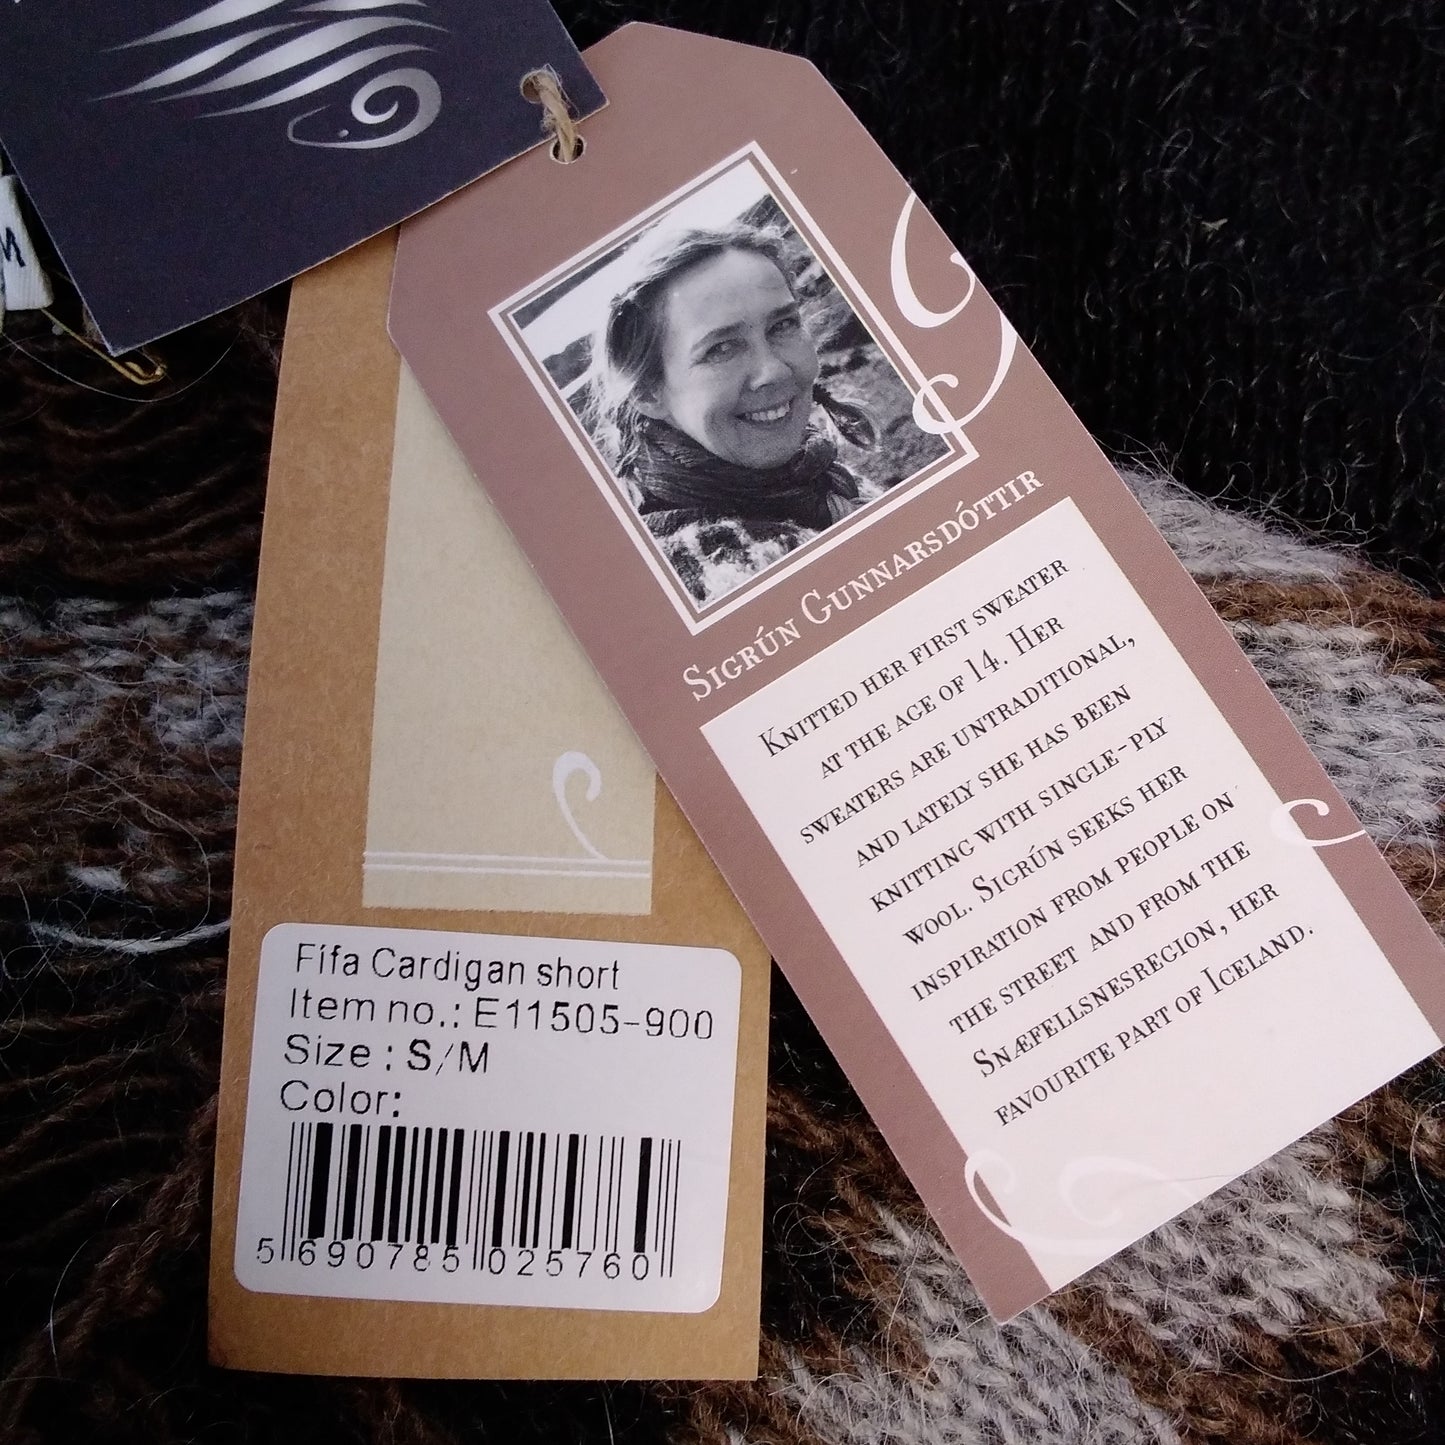 M
Sigrún Gunnarsdóttir
Knitted her first sweater
at the age of 14. Her
sweaters are untraditional,
and lately she has been
knitting with single-ply
wool. Sigrún seeks her
inspiration from people on
the street and from the
Snæfellsnesregion, her
favourite part of Iceland.
Fífa Cardigan short
Item no.: E11505-900
Size : S/M
Color:
5 690785 025760